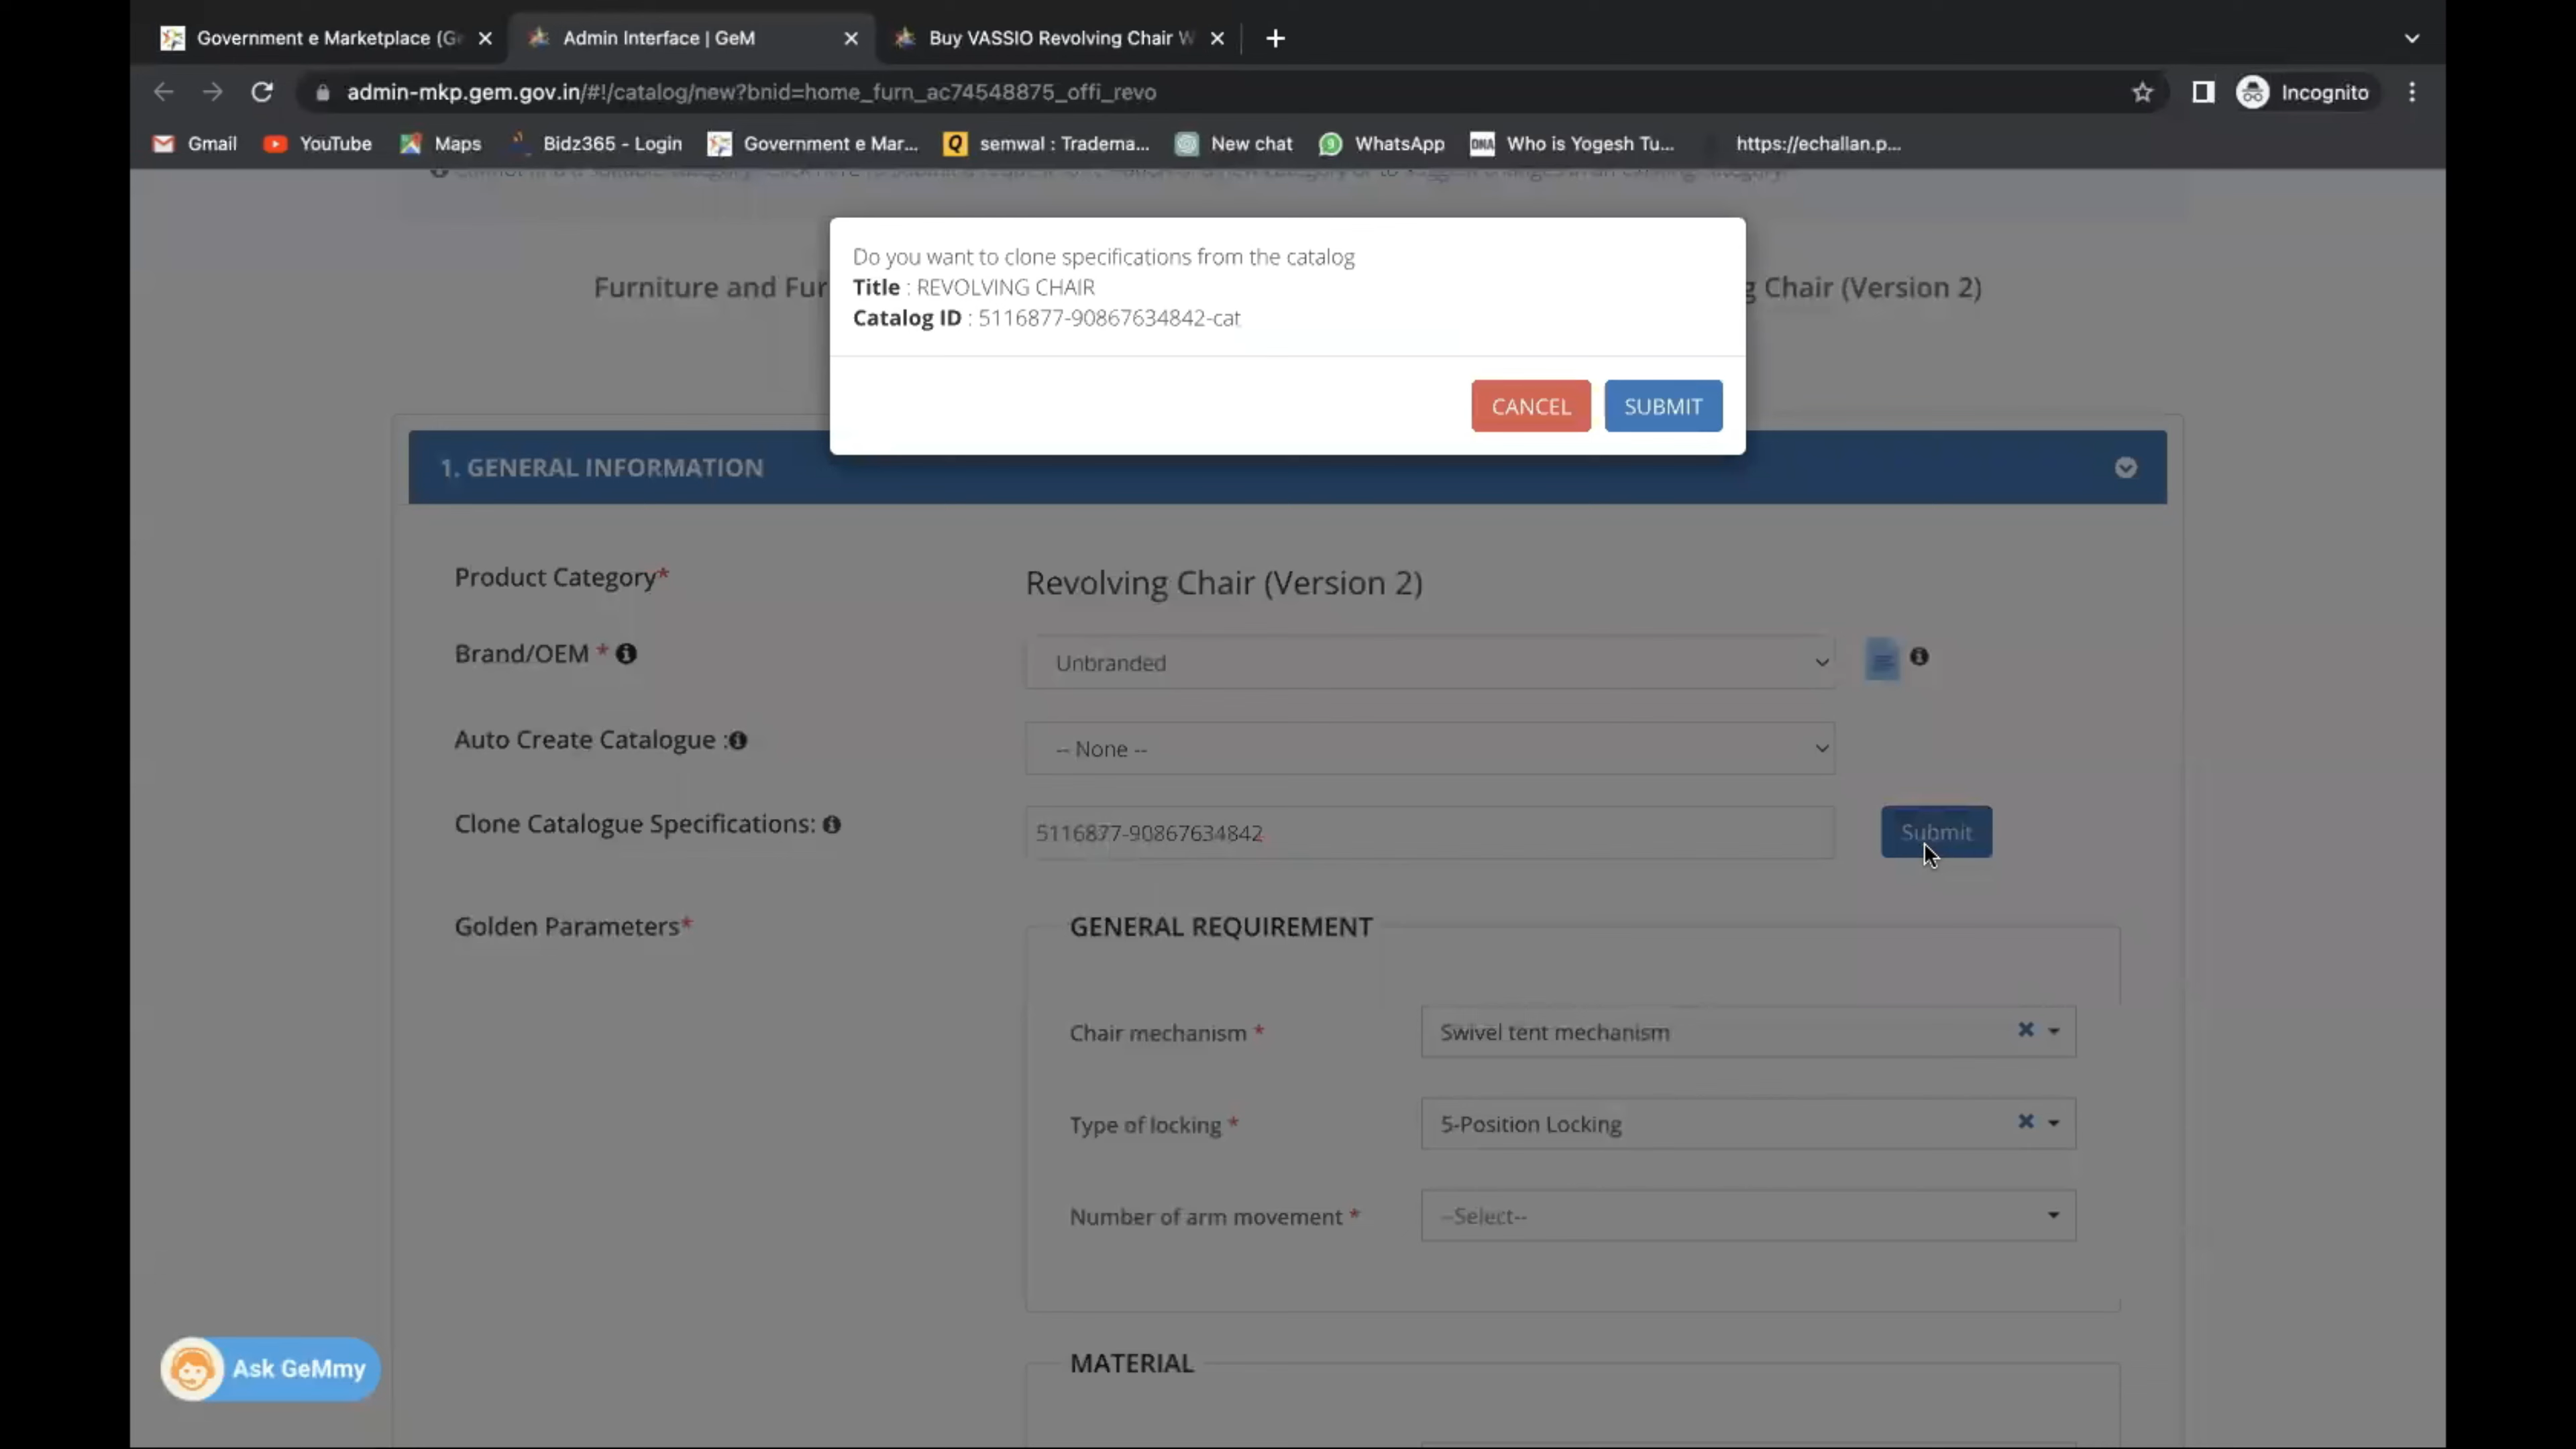 Government e Marketplace (G
Admin Interface | GeM
Buy VASSIO Revolving Chair W
admin-mkp.gem.gov.in/#!/catalog/new?bnid=home_furn_ac74548875_offi_revo
Incognito
Gmail
YouTube
Maps
Bidz365 - Login
Government e Mar...
semwal : Tradema...
New chat
WhatsApp
DNA
Who is Yogesh Tu...
https://echallan.p...
Do you want to clone specifications from the catalog
Title : REVOLVING CHAIR
Catalog ID : 5116877-90867634842-cat
CANCEL
SUBMIT
Furniture and Fur
g Chair (Version 2)
1. GENERAL INFORMATION
Product Category*
Revolving Chair (Version 2)
Brand/OEM *
Unbranded
Auto Create Catalogue :
-- None --
Clone Catalogue Specifications:
5116877-90867634842
Submit
Golden Parameters*
GENERAL REQUIREMENT
Chair mechanism *
Swivel tent mechanism
Type of locking *
5-Position Locking
Number of arm movement *
--Select--
MATERIAL
Ask GeMmy